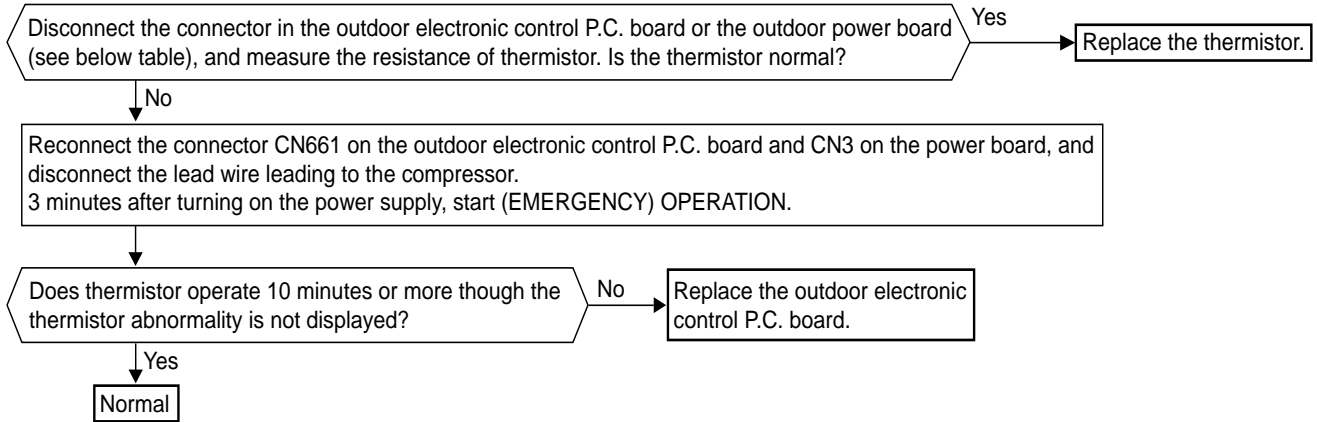 Disconnect the connector in the outdoor electronic control P.C. board or the outdoor power board
(see below table), and measure the resistance of thermistor. Is the thermistor normal?
Yes
Replace the thermistor.
No
Reconnect the connector CN661 on the outdoor electronic control P.C. board and CN3 on the power board, and
disconnect the lead wire leading to the compressor.
3 minutes after turning on the power supply, start (EMERGENCY) OPERATION.
Does thermistor operate 10 minutes or more though the
thermistor abnormality is not displayed?
No
Replace the outdoor electronic
control P.C. board.
Yes
Normal